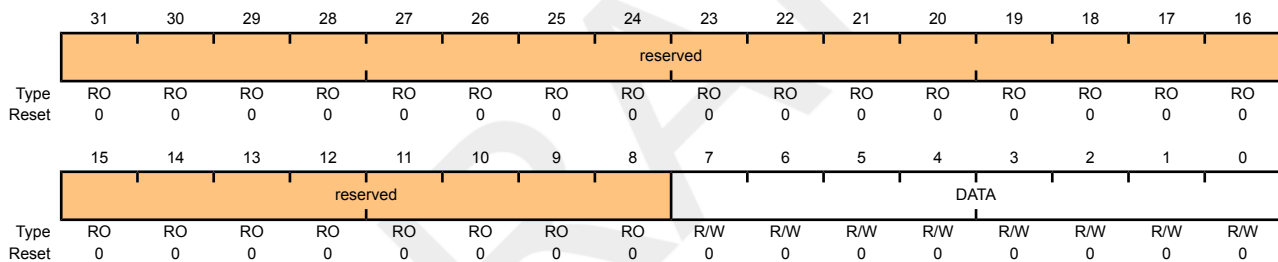 31 30 29 28 27 26 25 24 23 22 21 20 19 18 17 16
reserved
Type RO RO RO RO RO RO RO RO RO RO RO RO RO RO RO RO
Reset 0 0 0 0 0 0 0 0 0 0 0 0 0 0 0 0
15 14 13 12 11 10 9 8 7 6 5 4 3 2 1 0
reserved DATA
Type RO RO RO RO RO RO RO RO R/W R/W R/W R/W R/W R/W R/W R/W
Reset 0 0 0 0 0 0 0 0 0 0 0 0 0 0 0 0